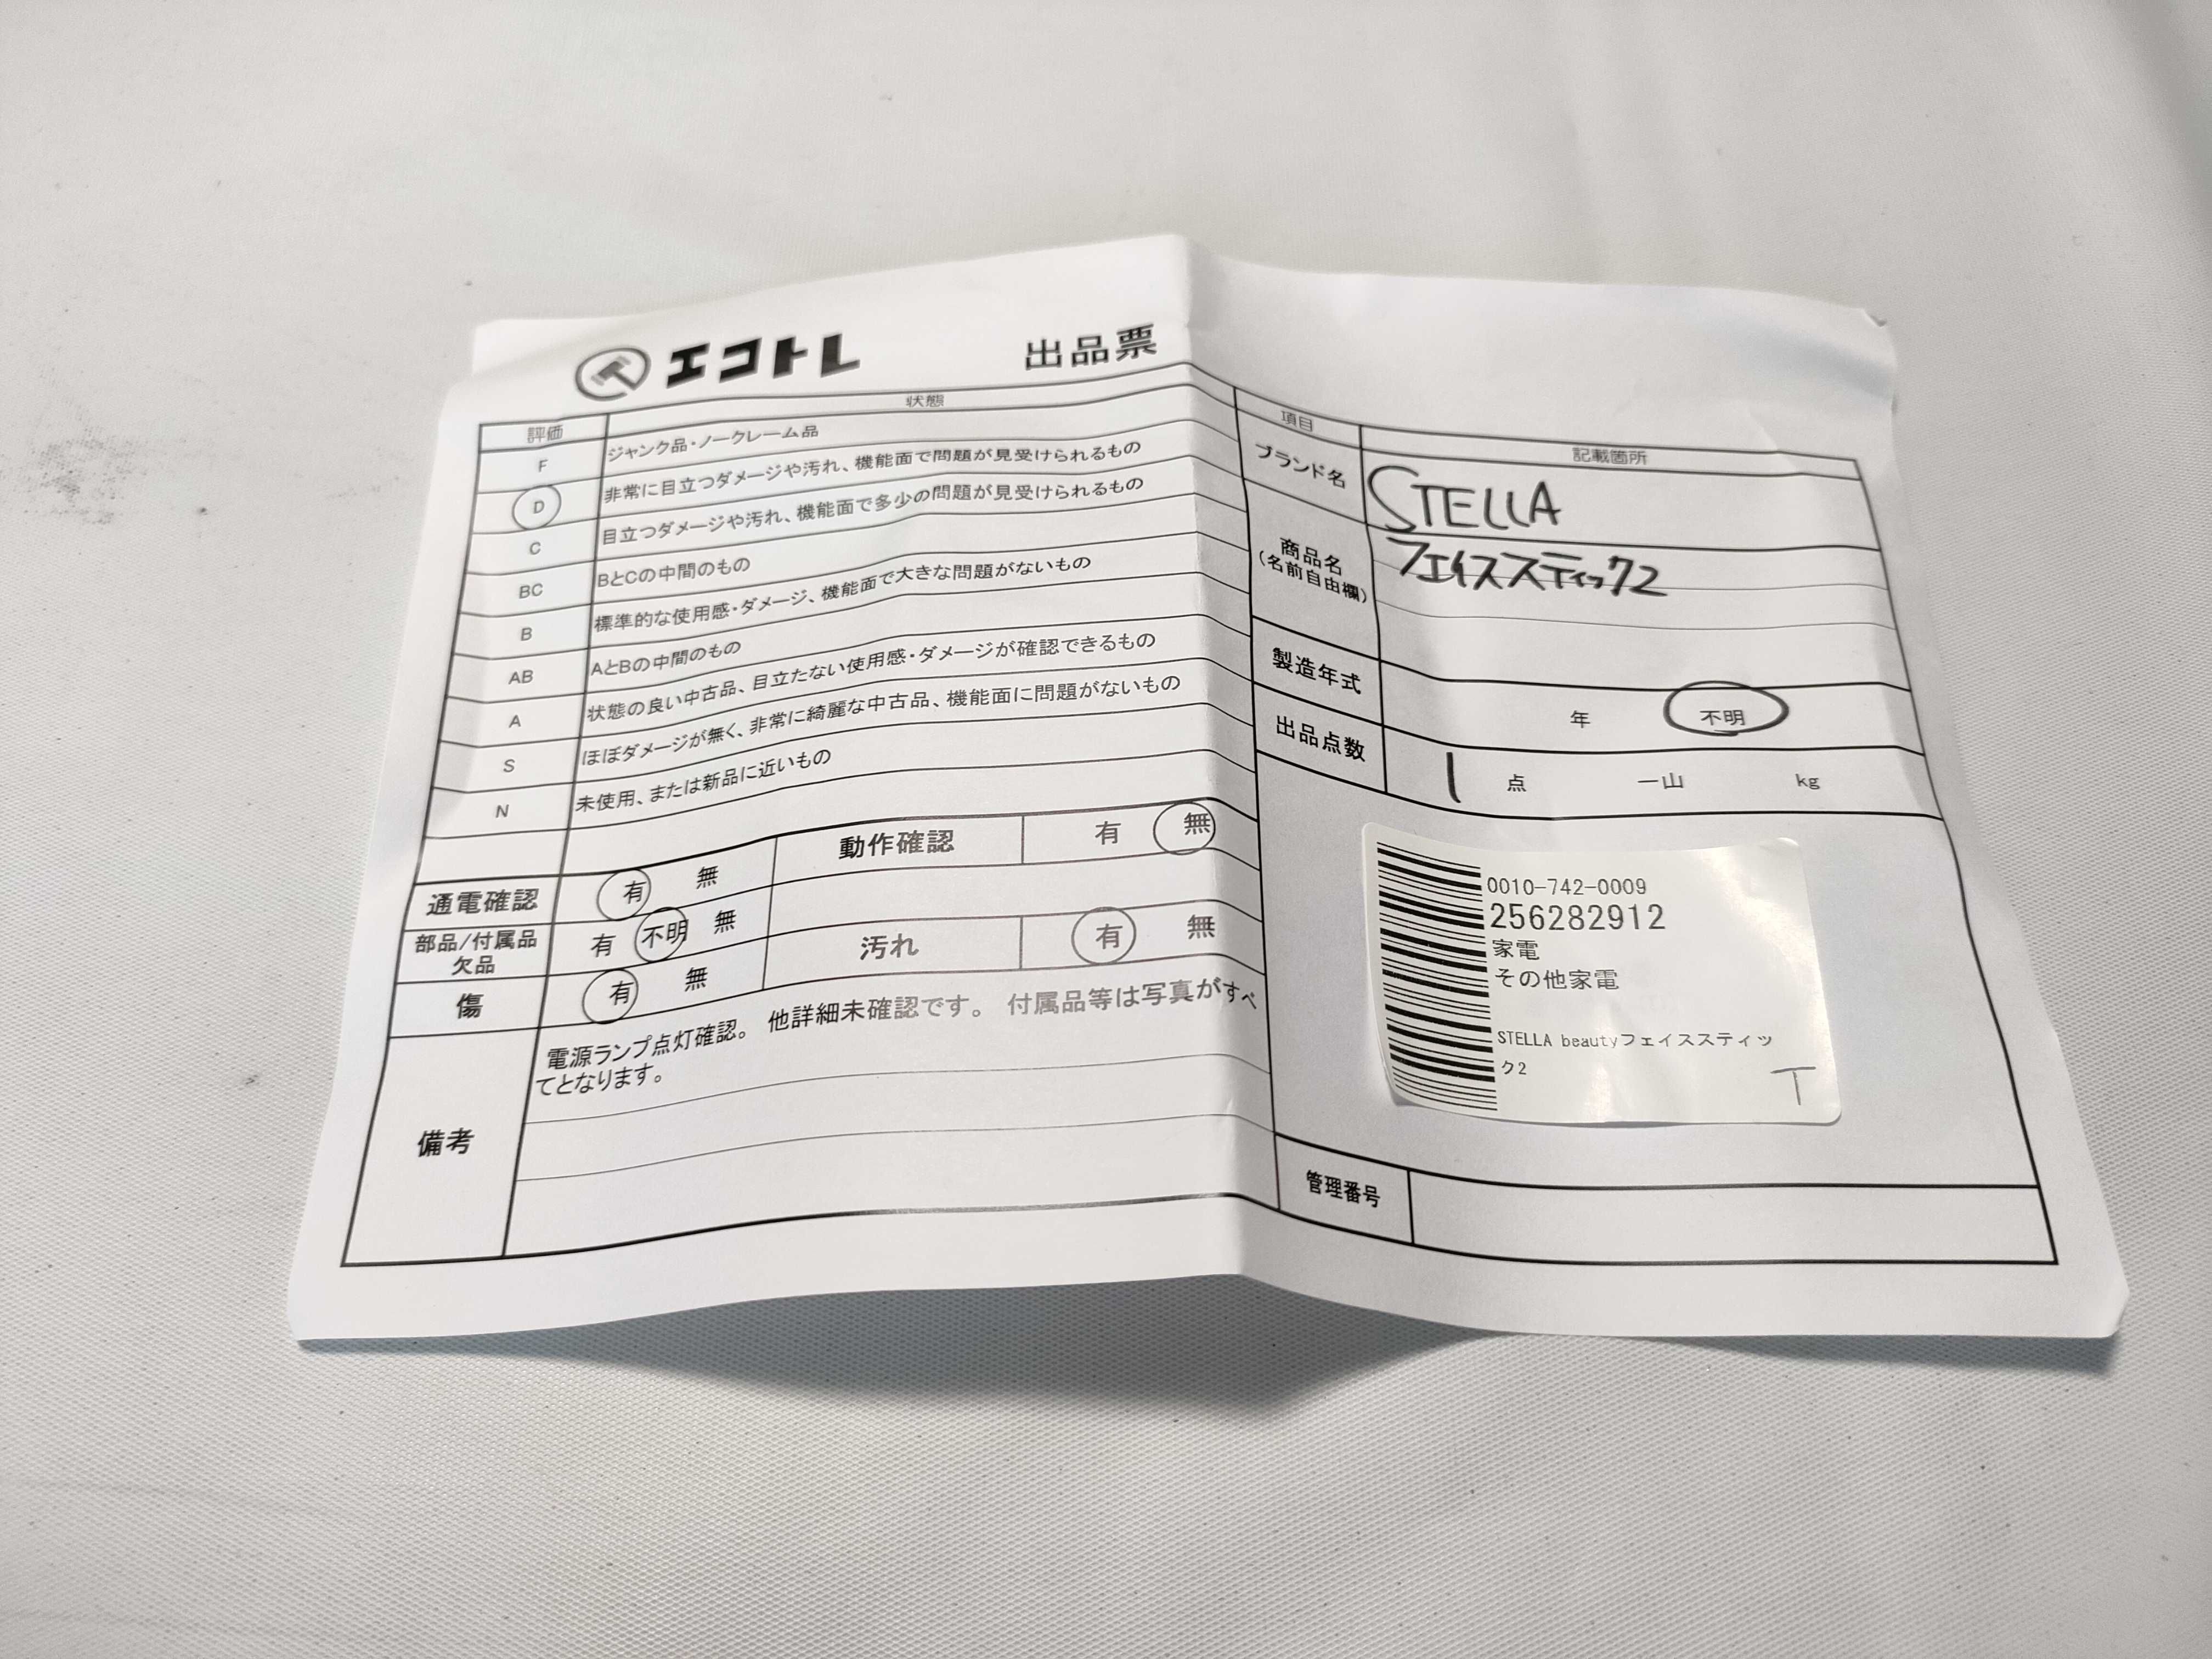 エコトレ 出品票
評価 状態
F ジャンク品・ノークレーム品
D 非常に目立つダメージや汚れ、機能面で問題が見受けられるもの
C 目立つダメージや汚れ、機能面で多少の問題が見受けられるもの
BC BとCの中間のもの
B 標準的な使用感・ダメージ、機能面で大きな問題がないもの
AB AとBの中間のもの
A 状態の良い中古品、目立たない使用感・ダメージが確認できるもの
S ほぼダメージが無く、非常に綺麗な中古品、機能面に問題がないもの
N 未使用、または新品に近いもの
通電確認 有 無 動作確認 有 無
部品/付属品
欠品 有 不明 無
傷 有 無 汚れ 有 無
備考 電源ランプ点灯確認。 他詳細未確認です。 付属品等は写真がすべ
てとなります。
項目 記載箇所
ブランド名 STELLA
商品名
(名前自由欄) フェイススティック2
製造年式 年 不明
出品点数 1 点 一山 kg
0010-742-0009
256282912
家電
その他家電
STELLA beautyフェイススティッ
ク2
T
管理番号